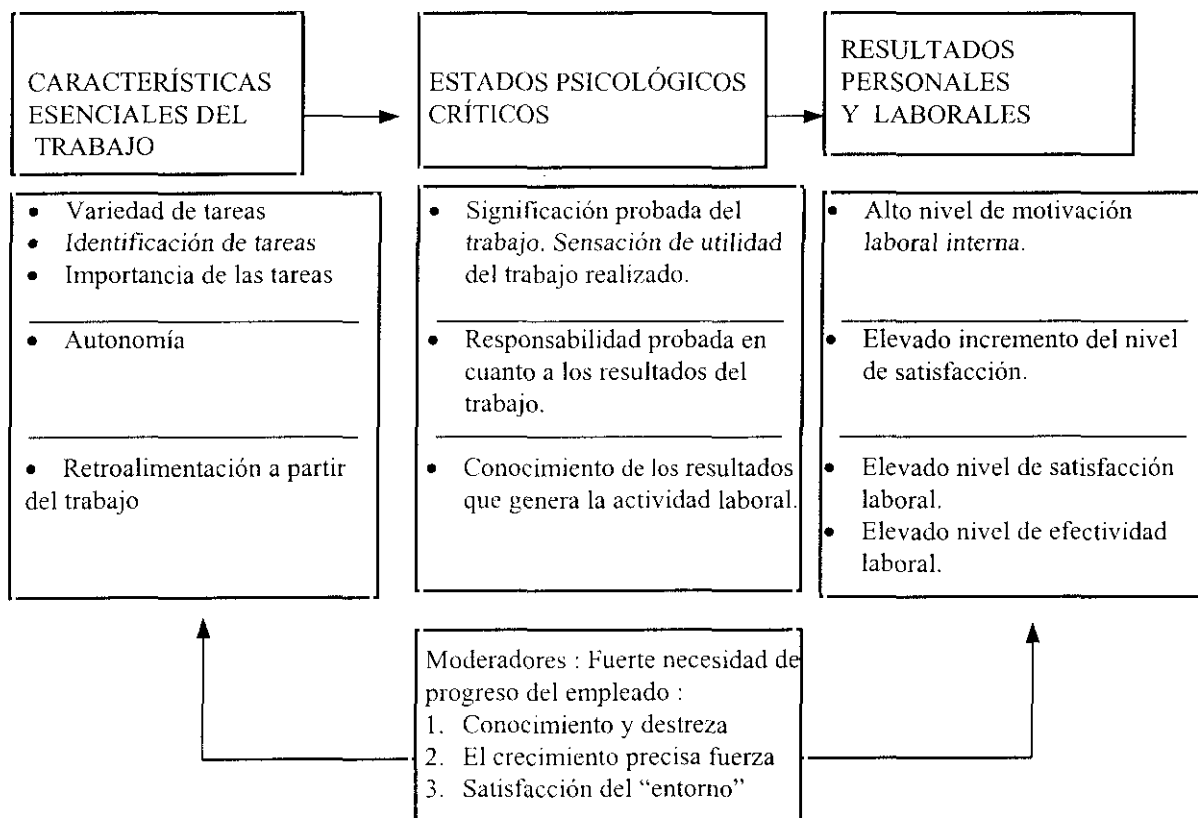 CARACTERÍSTICAS
ESENCIALES DEL
TRABAJO
ESTADOS PSICOLÓGICOS
CRÍTICOS
RESULTADOS
PERSONALES
Y LABORALES
• Variedad de tareas
• Identificación de tareas
• Importancia de las tareas
• Autonomía
• Retroalimentación a partir
del trabajo
• Significación probada del
trabajo. Sensación de utilidad
del trabajo realizado.
• Responsabilidad probada en
cuanto a los resultados del
trabajo.
• Conocimiento de los resultados
que genera la actividad laboral.
• Alto nivel de motivación
laboral interna.
• Elevado incremento del nivel
de satisfacción.
• Elevado nivel de satisfacción
laboral.
• Elevado nivel de efectividad
laboral.
Moderadores : Fuerte necesidad de
progreso del empleado :
1. Conocimiento y destreza
2. El crecimiento precisa fuerza
3. Satisfacción del “entorno”